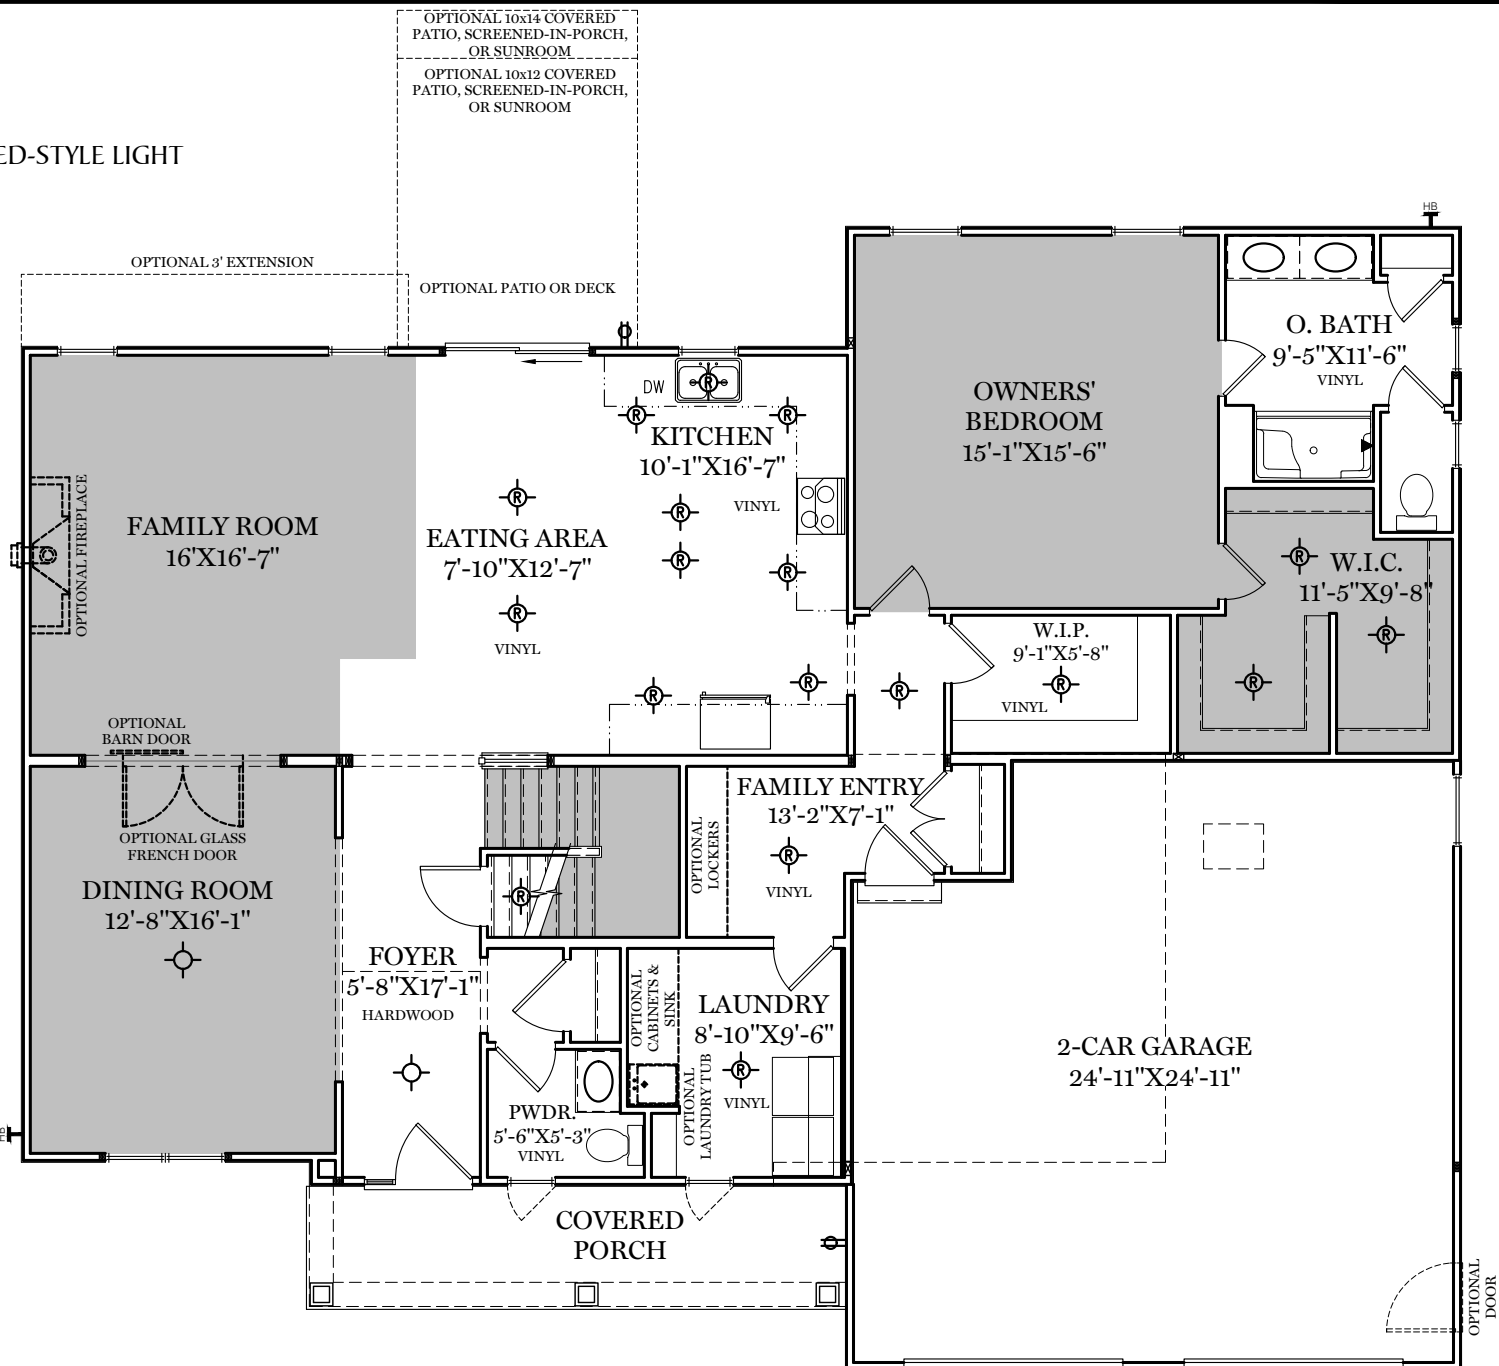 OPTIONAL 10x14 COVERED
PATIO, SCREENED-IN-PORCH,
OR SUNROOM
OPTIONAL 10x12 COVERED
PATIO, SCREENED-IN-PORCH,
OR SUNROOM
ED-STYLE LIGHT
HB
OPTIONAL 3' EXTENSION
OPTIONAL PATIO OR DECK
O. BATH
9'-5"X11'-6"
VINYL
DW
R
OWNERS'
BEDROOM
15'-1"X15'-6"
R
R
KITCHEN
10'-1"X16'-7"
VINYL
OPTIONAL FIREPLACE
FAMILY ROOM
16'X16'-7"
R
EATING AREA
7'-10"X12'-7"
R
VINYL
R
R
R
R
W.I.C.
11'-5"X9'-8"
R
R
W.I.P.
9'-1"X5'-8"
R
VINYL
R
R
R
OPTIONAL
BARN DOOR
OPTIONAL GLASS
FRENCH DOOR
FAMILY ENTRY
13'-2"X7'-1"
OPTIONAL
LOCKERS
R
VINYL
DINING ROOM
12'-8"X16'-1"
R
FOYER
5'-8"X17'-1"
HARDWOOD
OPTIONAL
CABINETS &
SINK
LAUNDRY
8'-10"X9'-6"
R
VINYL
OPTIONAL
LAUNDRY TUB
2-CAR GARAGE
24'-11"X24'-11"
PWDR.
5'-6"X5'-3"
VINYL
HB
COVERED
PORCH
OPTIONAL
DOOR